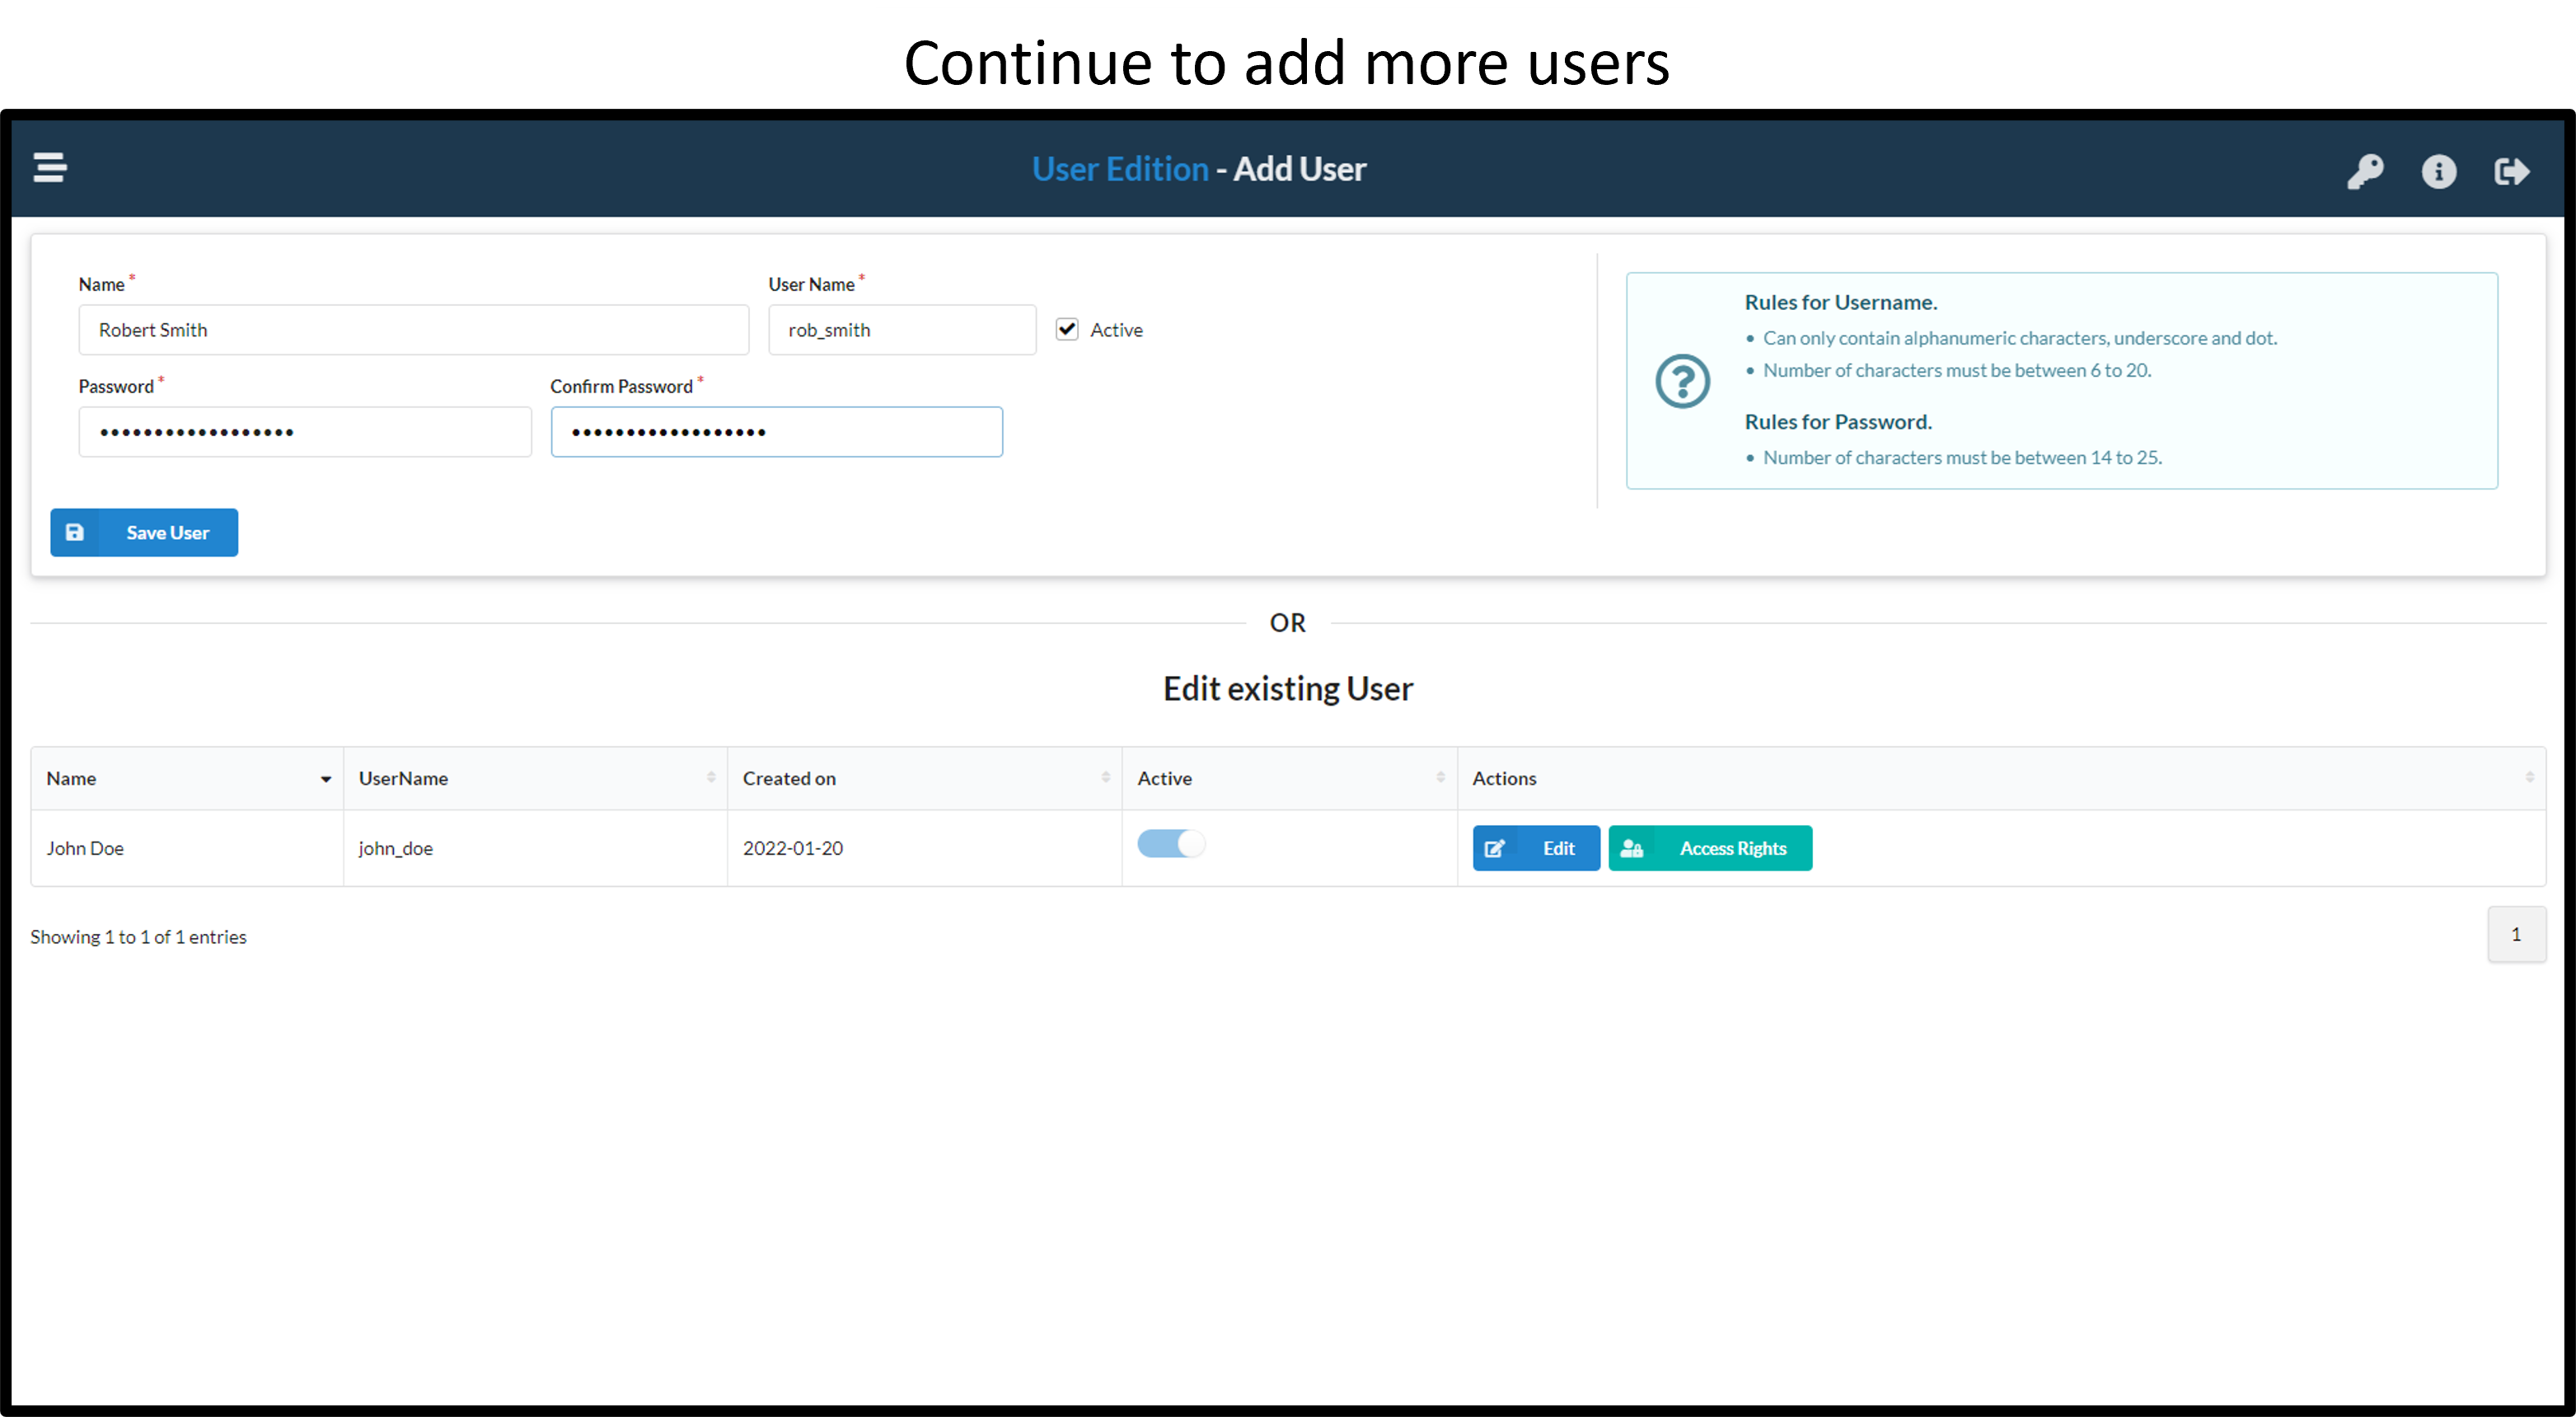 Continue to add more users
User Edition - Add User
Name *
User Name *
Robert Smith
rob_smith
Active
Password *
Confirm Password *
••••••••••••••••••
••••••••••••••••••
Save User
Rules for Username.
• Can only contain alphanumeric characters, underscore and dot.
• Number of characters must be between 6 to 20.
Rules for Password.
• Number of characters must be between 14 to 25.
OR
Edit existing User
Name UserName Created on Active Actions
John Doe john_doe 2022-01-20 Edit Access Rights
Showing 1 to 1 of 1 entries
1